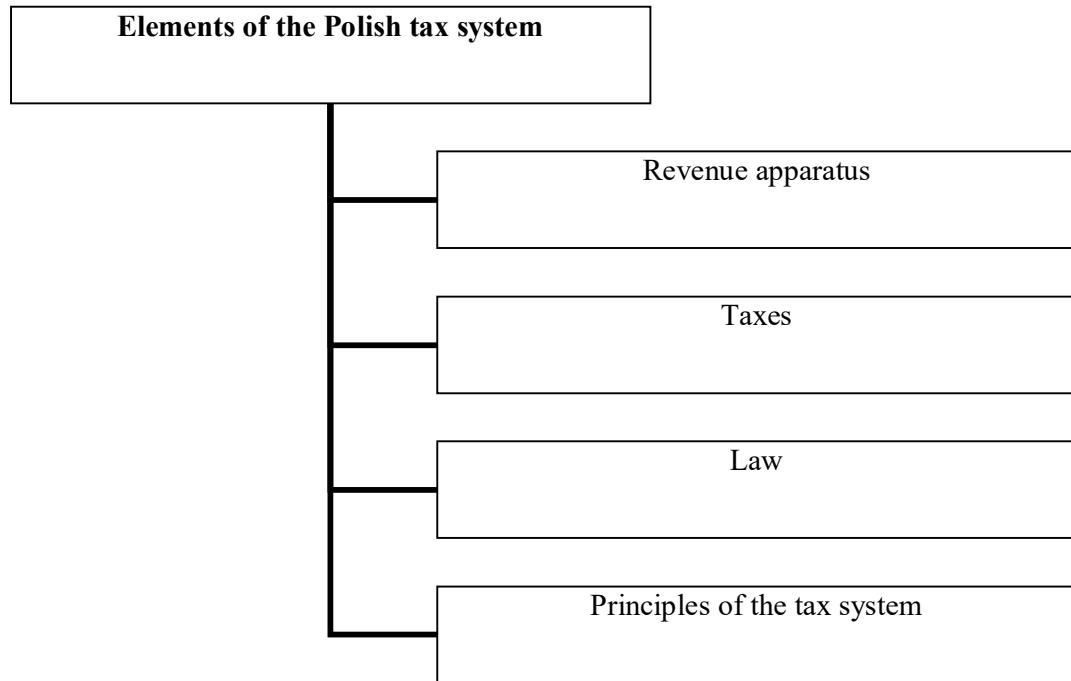 Elements of the Polish tax system
Revenue apparatus
Taxes
Law
Principles of the tax system